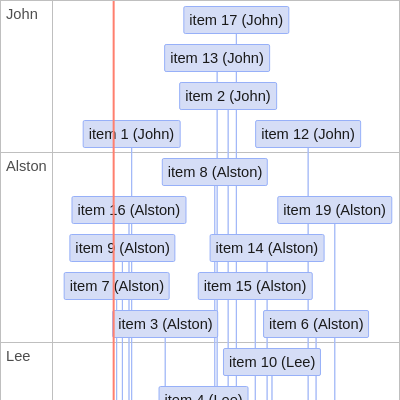 John
item 17 (John)
item 13 (John)
item 2 (John)
item 1 (John)
item 12 (John)
Alston
item 8 (Alston)
item 16 (Alston)
item 19 (Alston)
item 9 (Alston)
item 14 (Alston)
item 7 (Alston)
item 15 (Alston)
item 3 (Alston)
item 6 (Alston)
Lee
item 10 (Lee)
item 4 (Lee)